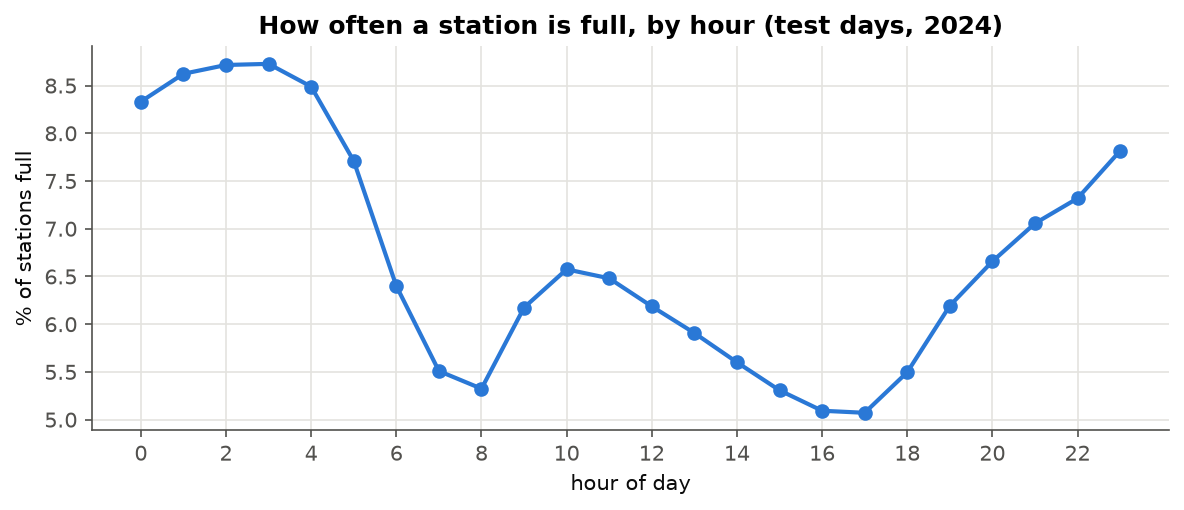 How often a station is full, by hour (test days, 2024)
% of stations full
8.5
8.0
7.5
7.0
6.5
6.0
5.5
5.0
0 2 4 6 8 10 12 14 16 18 20 22
hour of day